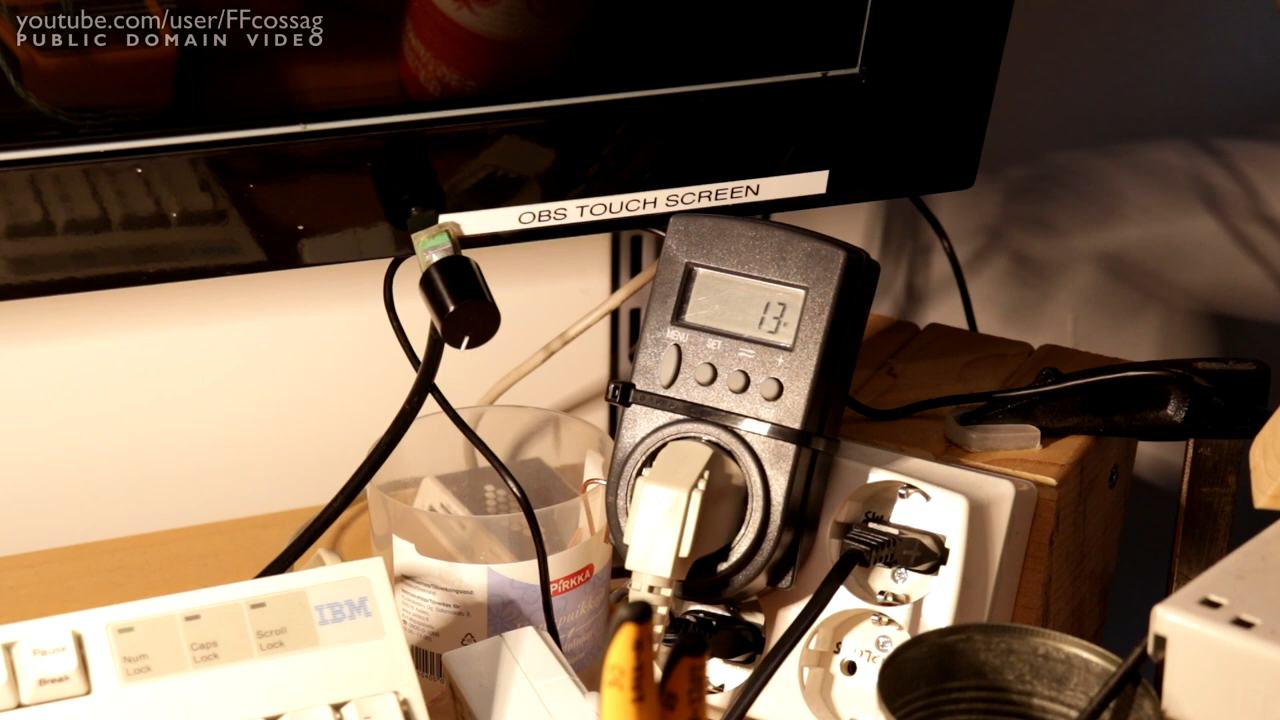 youtube.com/user/FFcossag
PUBLIC DOMAIN VIDEO
OBS TOUCH SCREEN
13
MENU SET
PIRKKA
IBM
Num Lock
Caps Lock
Scroll Lock
Pause
Break